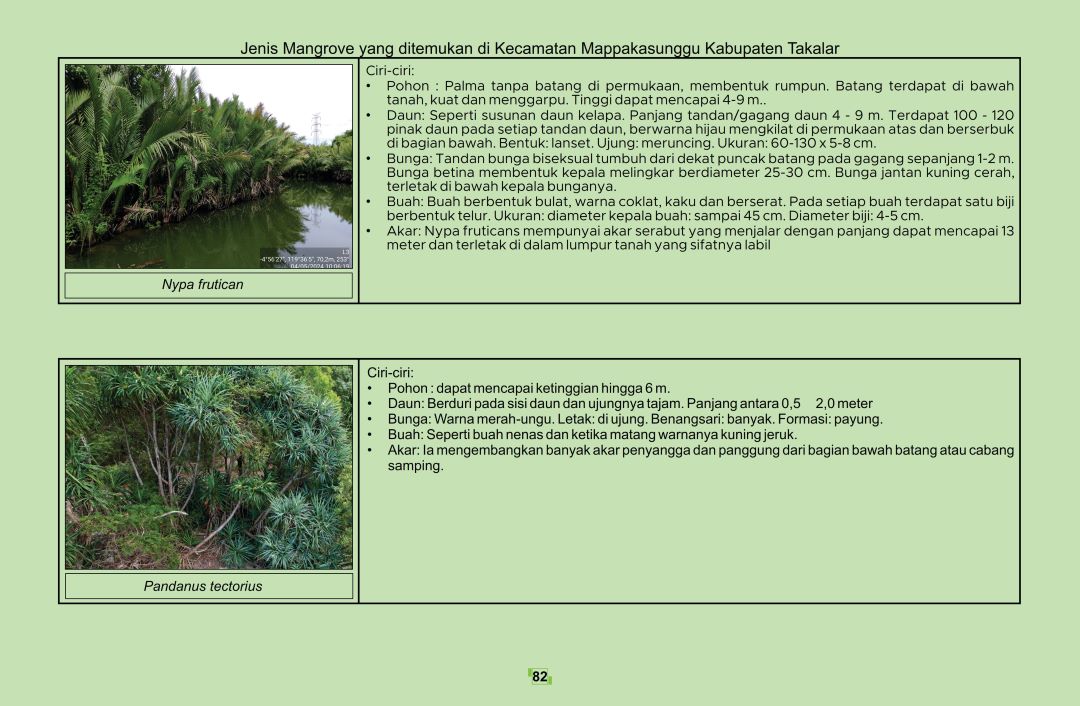 Jenis Mangrove yang ditemukan di Kecamatan Mappakasunggu Kabupaten Takalar
Ciri-ciri:
• Pohon : Palma tanpa batang di permukaan, membentuk rumpun. Batang terdapat di bawah
tanah, kuat dan menggarpu. Tinggi dapat mencapai 4-9 m..
• Daun: Seperti susunan daun kelapa. Panjang tandan/gagang daun 4 - 9 m. Terdapat 100 - 120
pinak daun pada setiap tandan daun, berwarna hijau mengkilat di permukaan atas dan berserbuk
di bagian bawah. Bentuk: lanset. Ujung: meruncing. Ukuran: 60-130 x 5-8 cm.
• Bunga: Tandan bunga biseksual tumbuh dari dekat puncak batang pada gagang sepanjang 1-2 m.
Bunga betina membentuk kepala melingkar berdiameter 25-30 cm. Bunga jantan kuning cerah,
terletak di bawah kepala bunganya.
• Buah: Buah berbentuk bulat, warna coklat, kaku dan berserat. Pada setiap buah terdapat satu biji
berbentuk telur. Ukuran: diameter kepala buah: sampai 45 cm. Diameter biji: 4-5 cm.
• Akar: Nypa fruticans mempunyai akar serabut yang menjalar dengan panjang dapat mencapai 13
meter dan terletak di dalam lumpur tanah yang sifatnya labil
13
-4°56'27", 119°36'5", 70,2m, 253°
04/05/2024 10:06:19
Nypa frutican
Ciri-ciri:
• Pohon : dapat mencapai ketinggian hingga 6 m.
• Daun: Berduri pada sisi daun dan ujungnya tajam. Panjang antara 0,5 2,0 meter
• Bunga: Warna merah-ungu. Letak: di ujung. Benangsari: banyak. Formasi: payung.
• Buah: Seperti buah nenas dan ketika matang warnanya kuning jeruk.
• Akar: Ia mengembangkan banyak akar penyangga dan panggung dari bagian bawah batang atau cabang
samping.
Pandanus tectorius
82